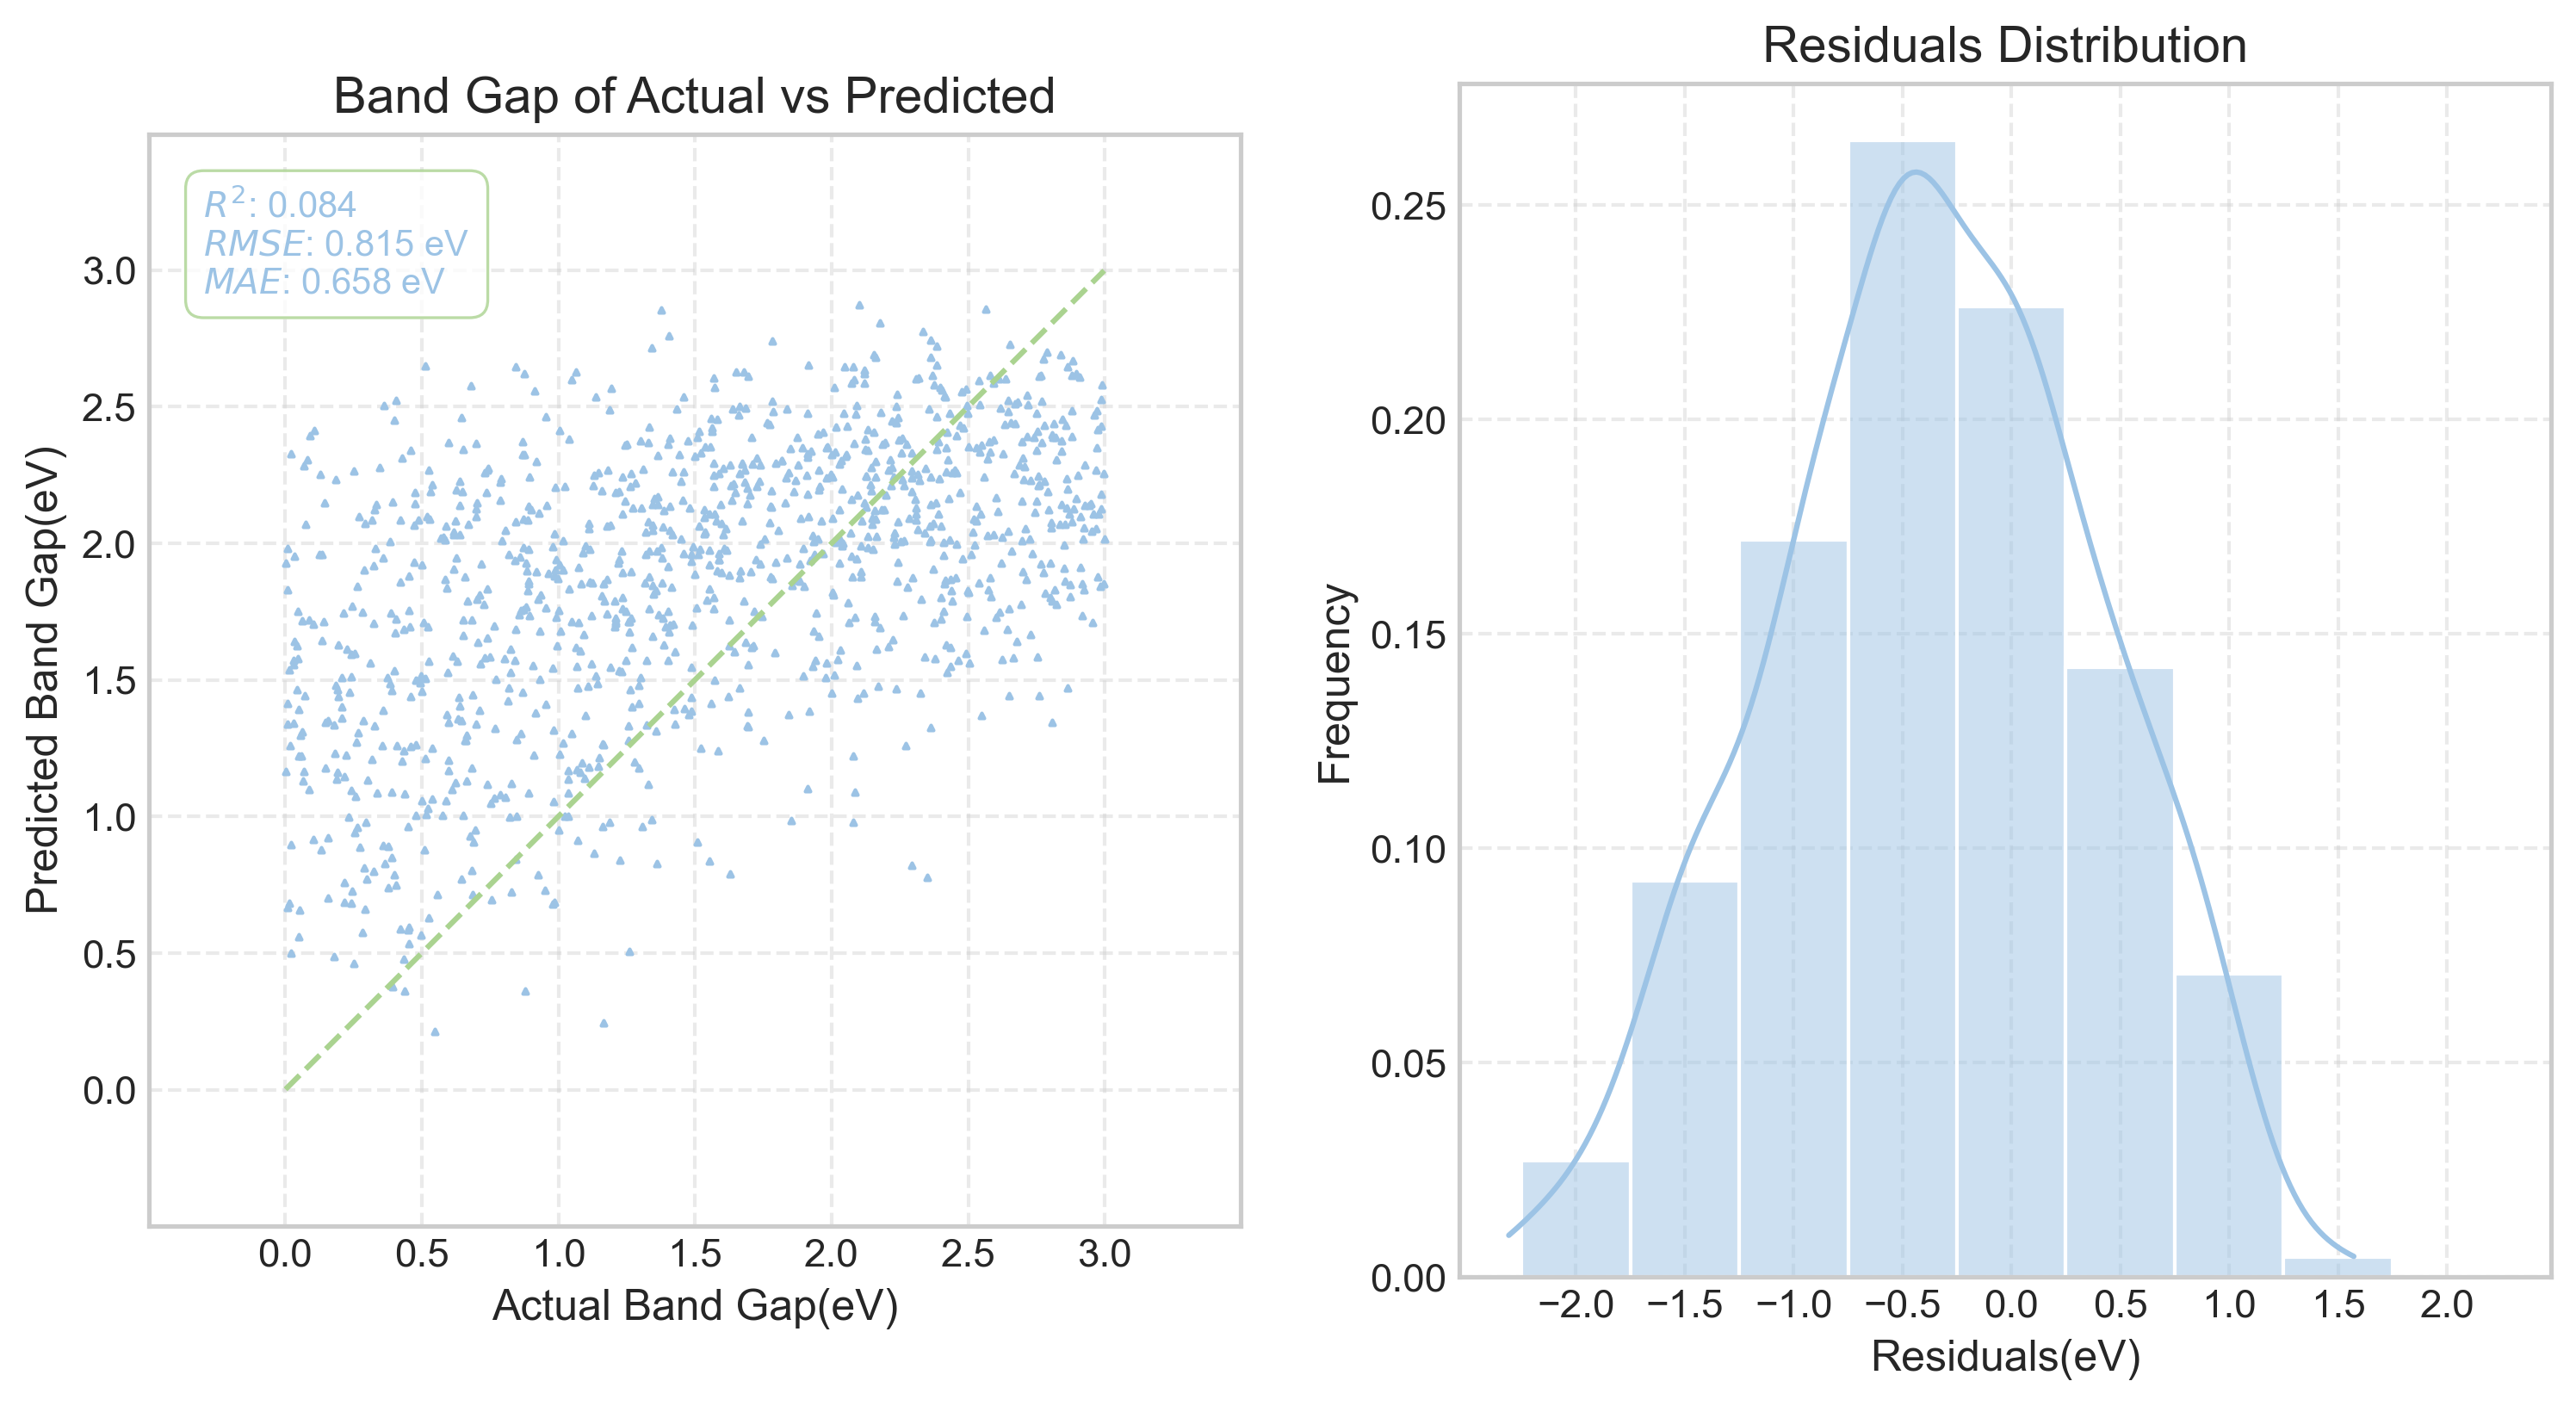 Band Gap of Actual vs Predicted
R²: 0.084
RMSE: 0.815 eV
MAE: 0.658 eV
3.0
2.5
2.0
1.5
1.0
0.5
0.0
Predicted Band Gap(eV)
0.0 0.5 1.0 1.5 2.0 2.5 3.0
Actual Band Gap(eV)
Residuals Distribution
0.25
0.20
0.15
0.10
0.05
0.00
Frequency
−2.0 −1.5 −1.0 −0.5 0.0 0.5 1.0 1.5 2.0
Residuals(eV)